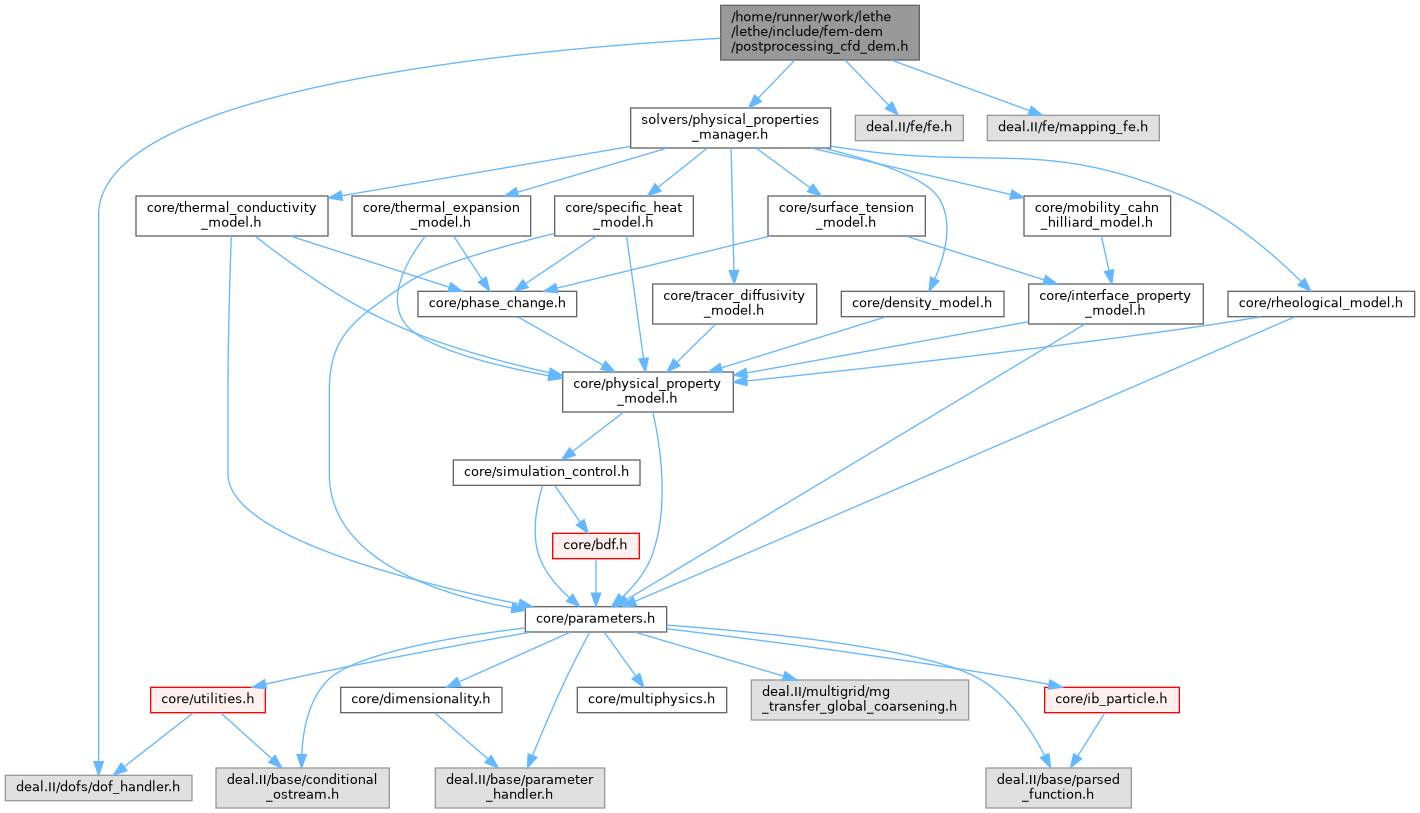 /home/runner/work/lethe
/lethe/include/fem-dem
/postprocessing_cfd_dem.h
solvers/physical_properties
_manager.h
deal.II/fe/fe.h
deal.II/fe/mapping_fe.h
core/thermal_conductivity
_model.h
core/thermal_expansion
_model.h
core/specific_heat
_model.h
core/surface_tension
_model.h
core/mobility_cahn
_hilliard_model.h
core/phase_change.h
core/tracer_diffusivity
_model.h
core/density_model.h
core/interface_property
_model.h
core/rheological_model.h
core/physical_property
_model.h
core/simulation_control.h
core/bdf.h
core/parameters.h
core/utilities.h
core/dimensionality.h
core/multiphysics.h
deal.II/multigrid/mg
_transfer_global_coarsening.h
core/ib_particle.h
deal.II/dofs/dof_handler.h
deal.II/base/conditional
_ostream.h
deal.II/base/parameter
_handler.h
deal.II/base/parsed
_function.h